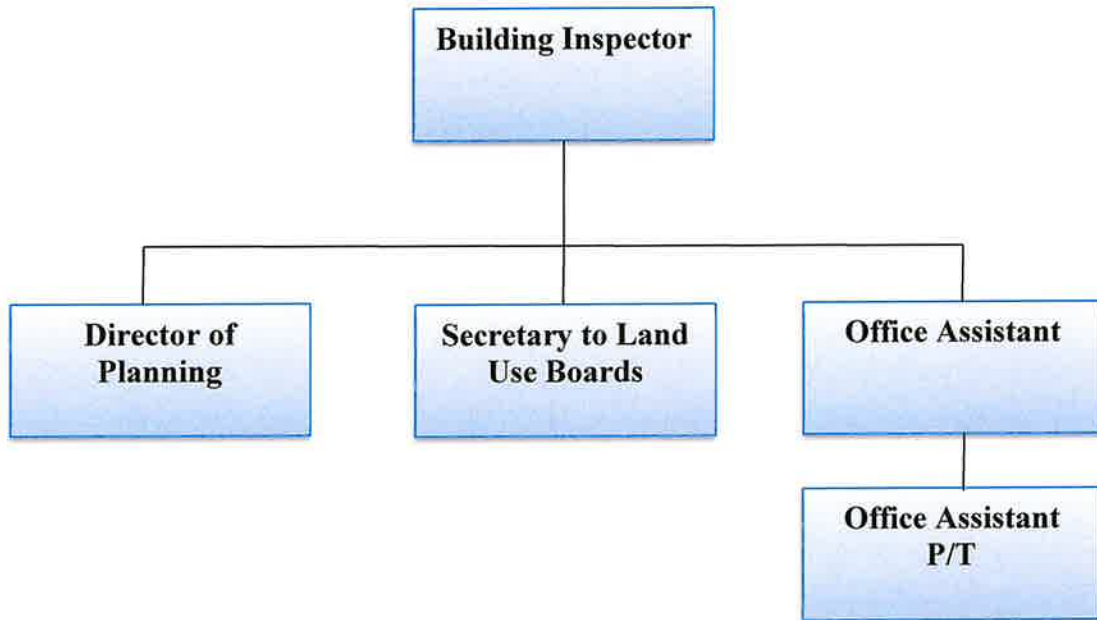 Building Inspector
Director of
Planning
Secretary to Land
Use Boards
Office Assistant
Office Assistant
P/T